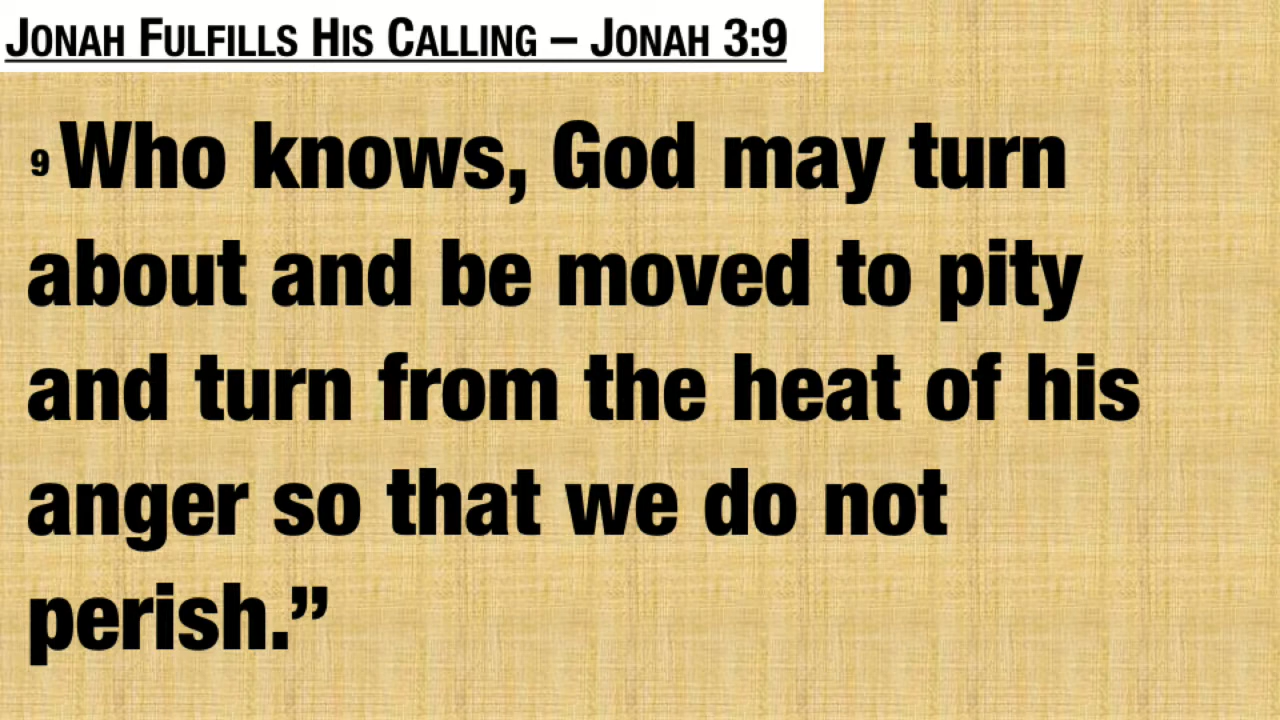 JONAH FULFILLS HIS CALLING – JONAH 3:9
9 Who knows, God may turn
about and be moved to pity
and turn from the heat of his
anger so that we do not
perish.”